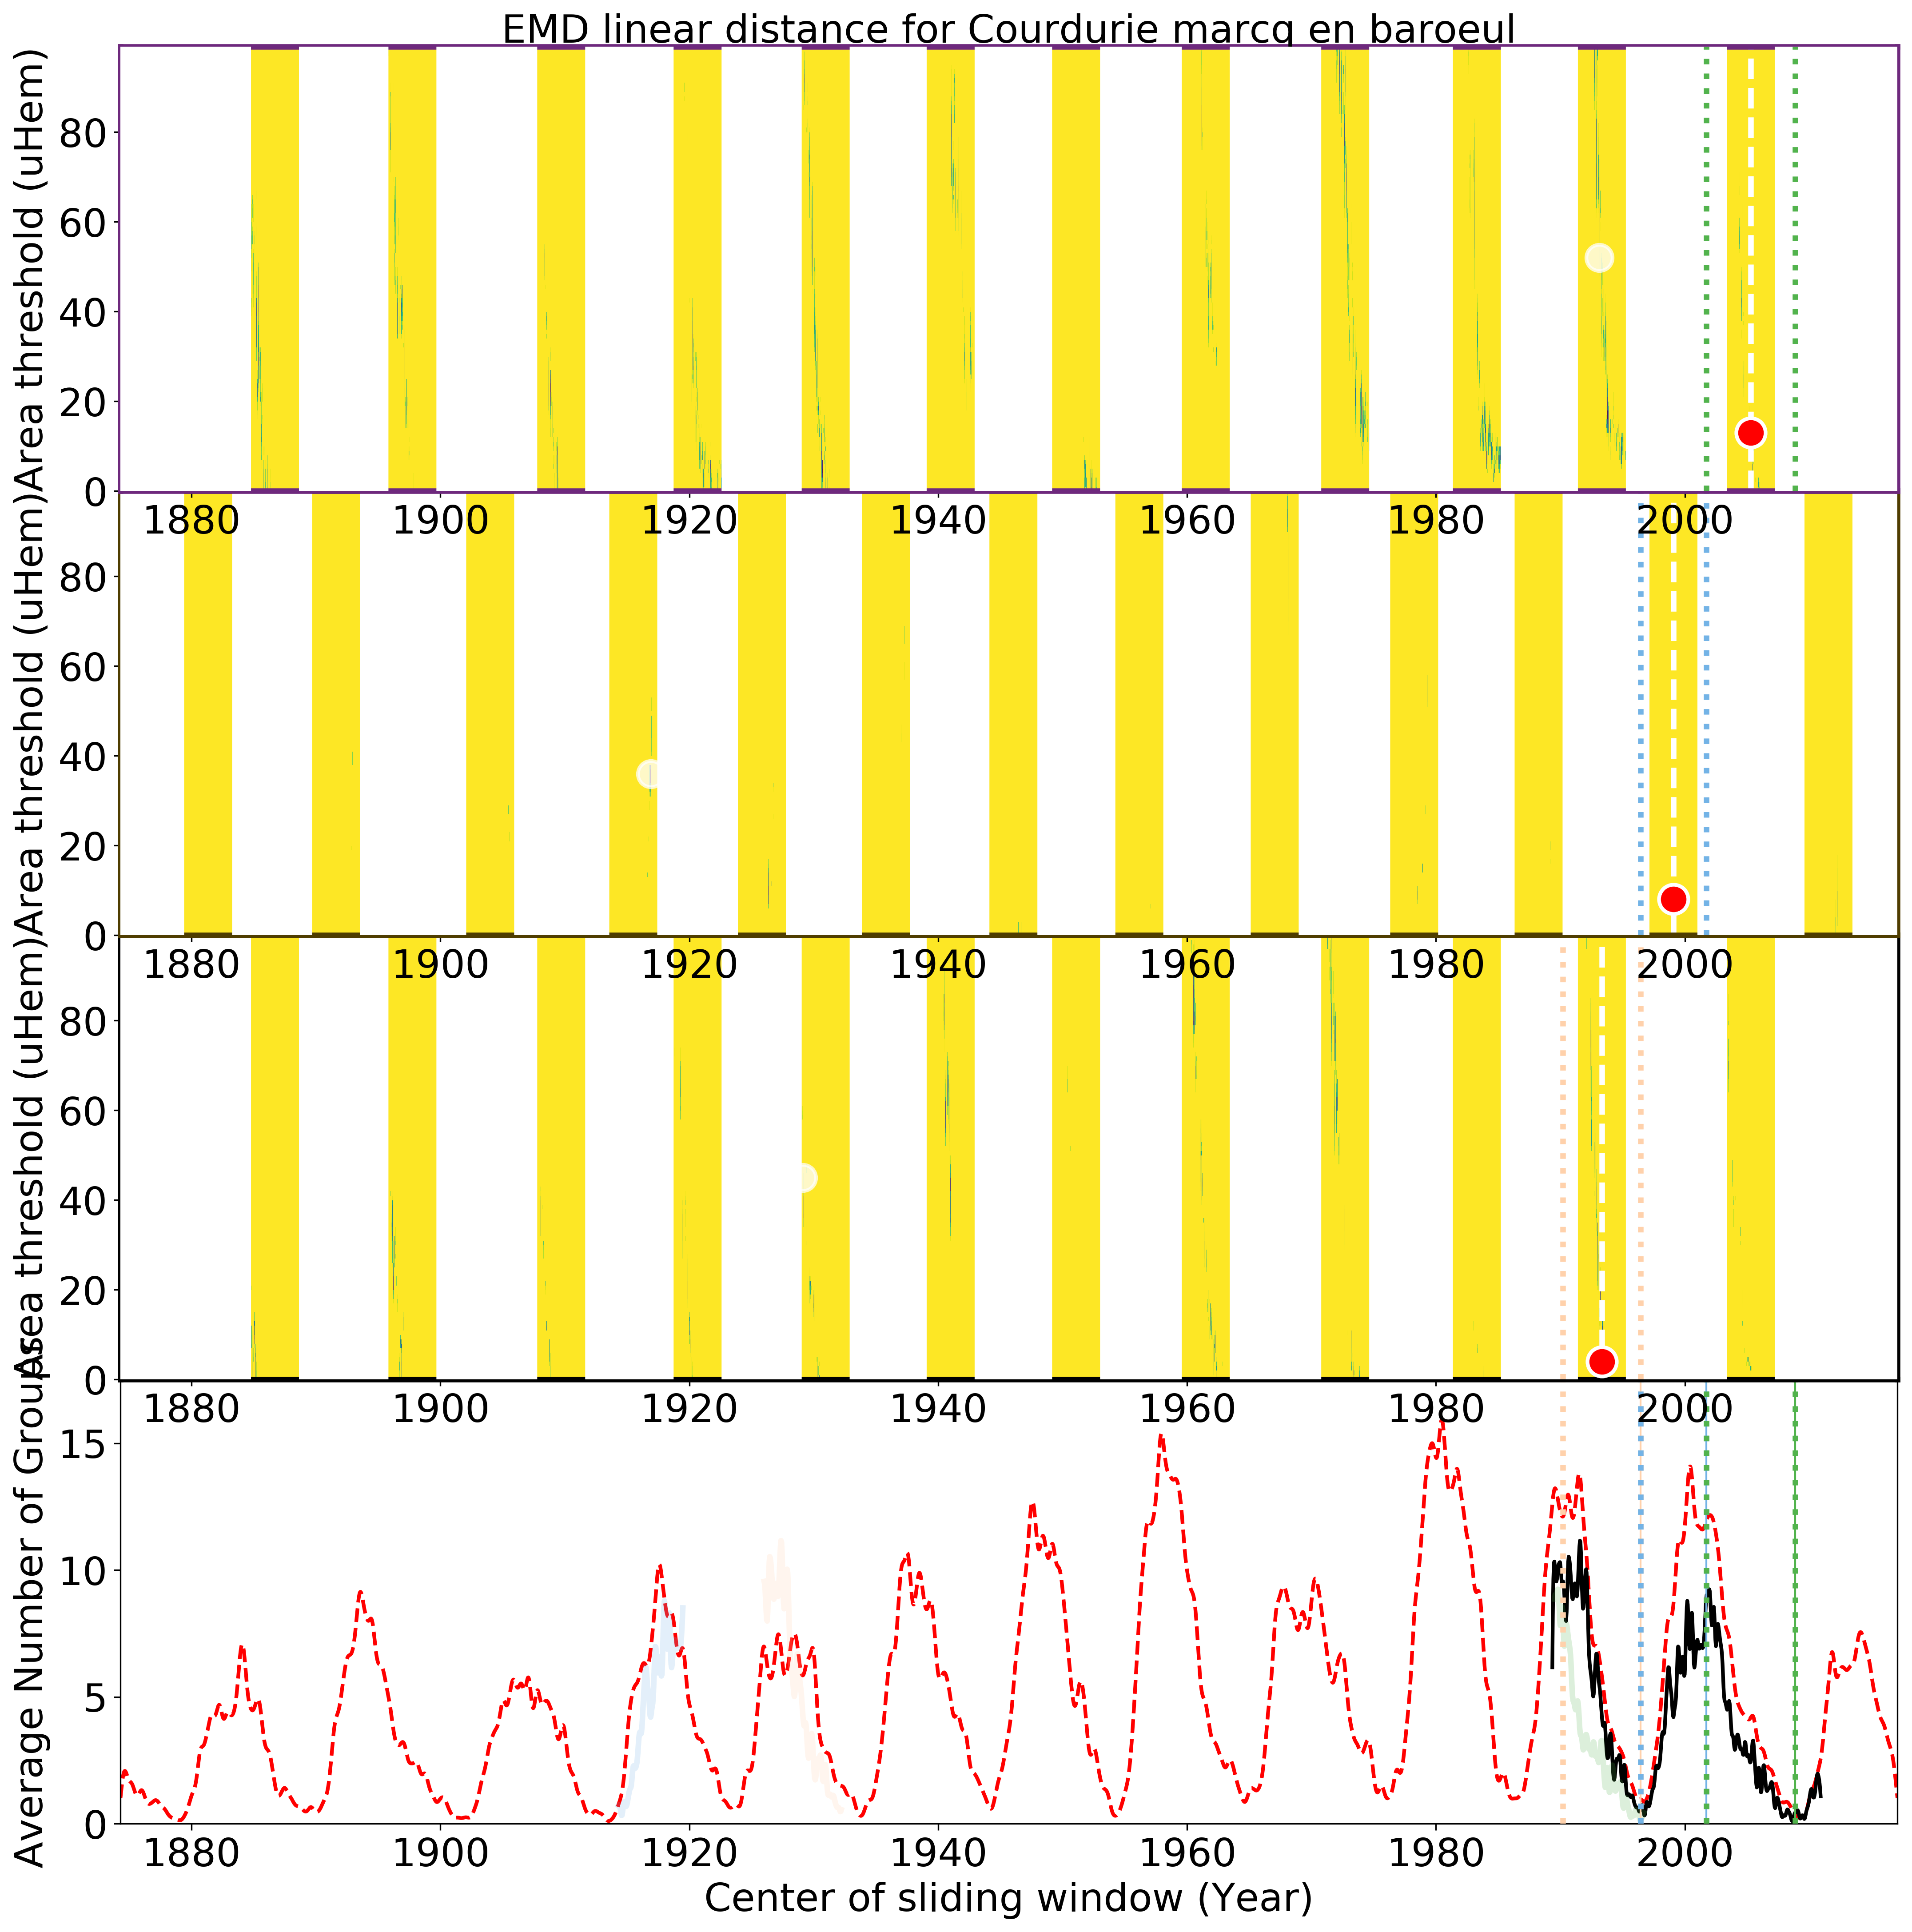 EMD linear distance for Courdurie marcq en baroeul
Area threshold (uHem)
80
60
40
20
0
1880 1900 1920 1940 1960 1980 2000
Area threshold (uHem)
80
60
40
20
0
1880 1900 1920 1940 1960 1980 2000
Area threshold (uHem)
80
60
40
20
0
1880 1900 1920 1940 1960 1980 2000
Average Number of Groups
15
10
5
0
1880 1900 1920 1940 1960 1980 2000
Center of sliding window (Year)